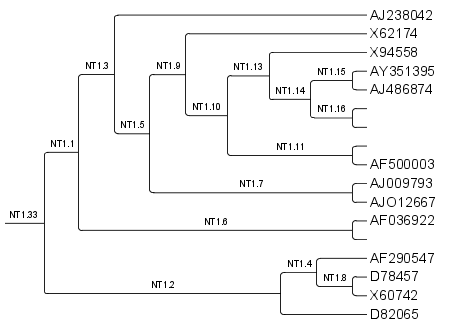 AJ238042
X62174
NT1.9
X94558
NT1.3
NT1.13
NT1.15
AY351395
NT1.14
AJ486874
NT1.10
NT1.16
NT1.5
NT1.1
NT1.11
AF500003
NT1.7
AJ009793
AJO12667
NT1.33
NT1.6
AF036922
NT1.4
AF290547
NT1.8
D78457
NT1.2
X60742
D82065